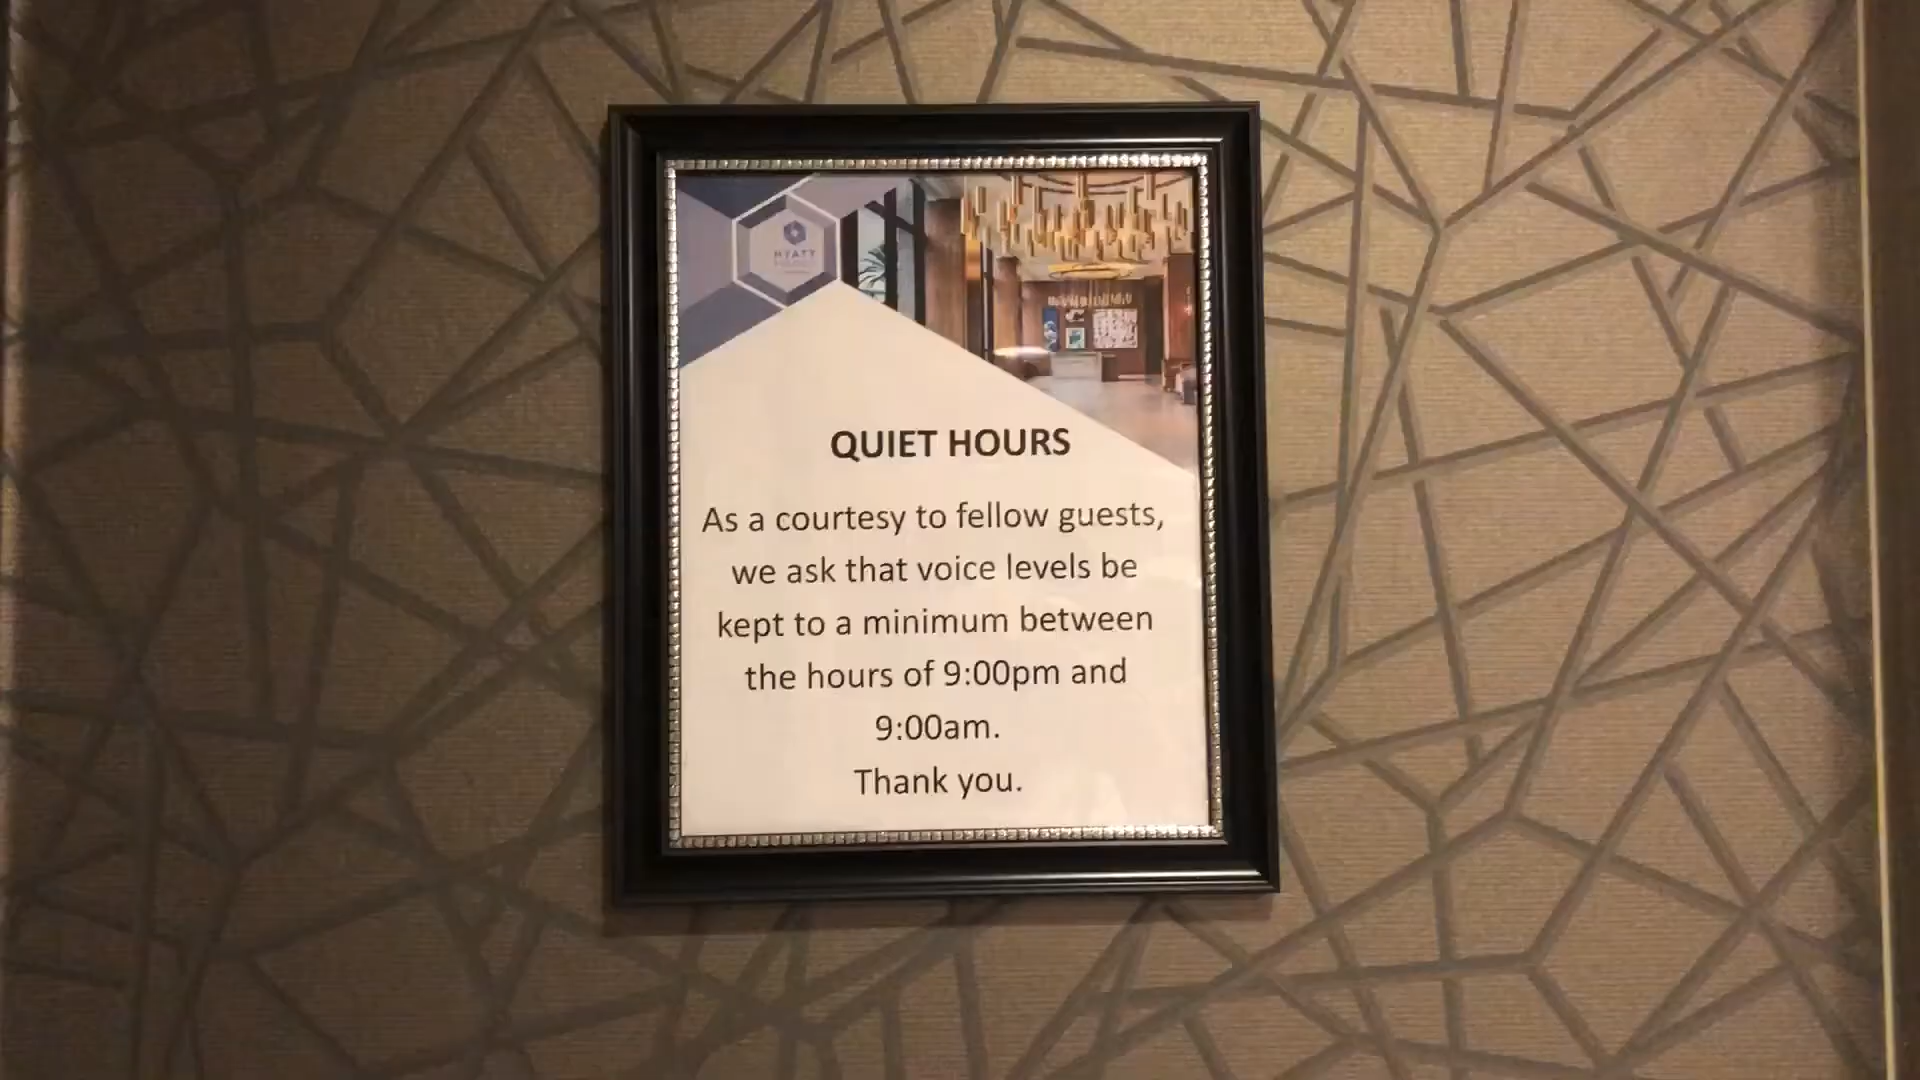 HYATT
QUIET HOURS
As a courtesy to fellow guests,
we ask that voice levels be
kept to a minimum between
the hours of 9:00pm and
9:00am.
Thank you.